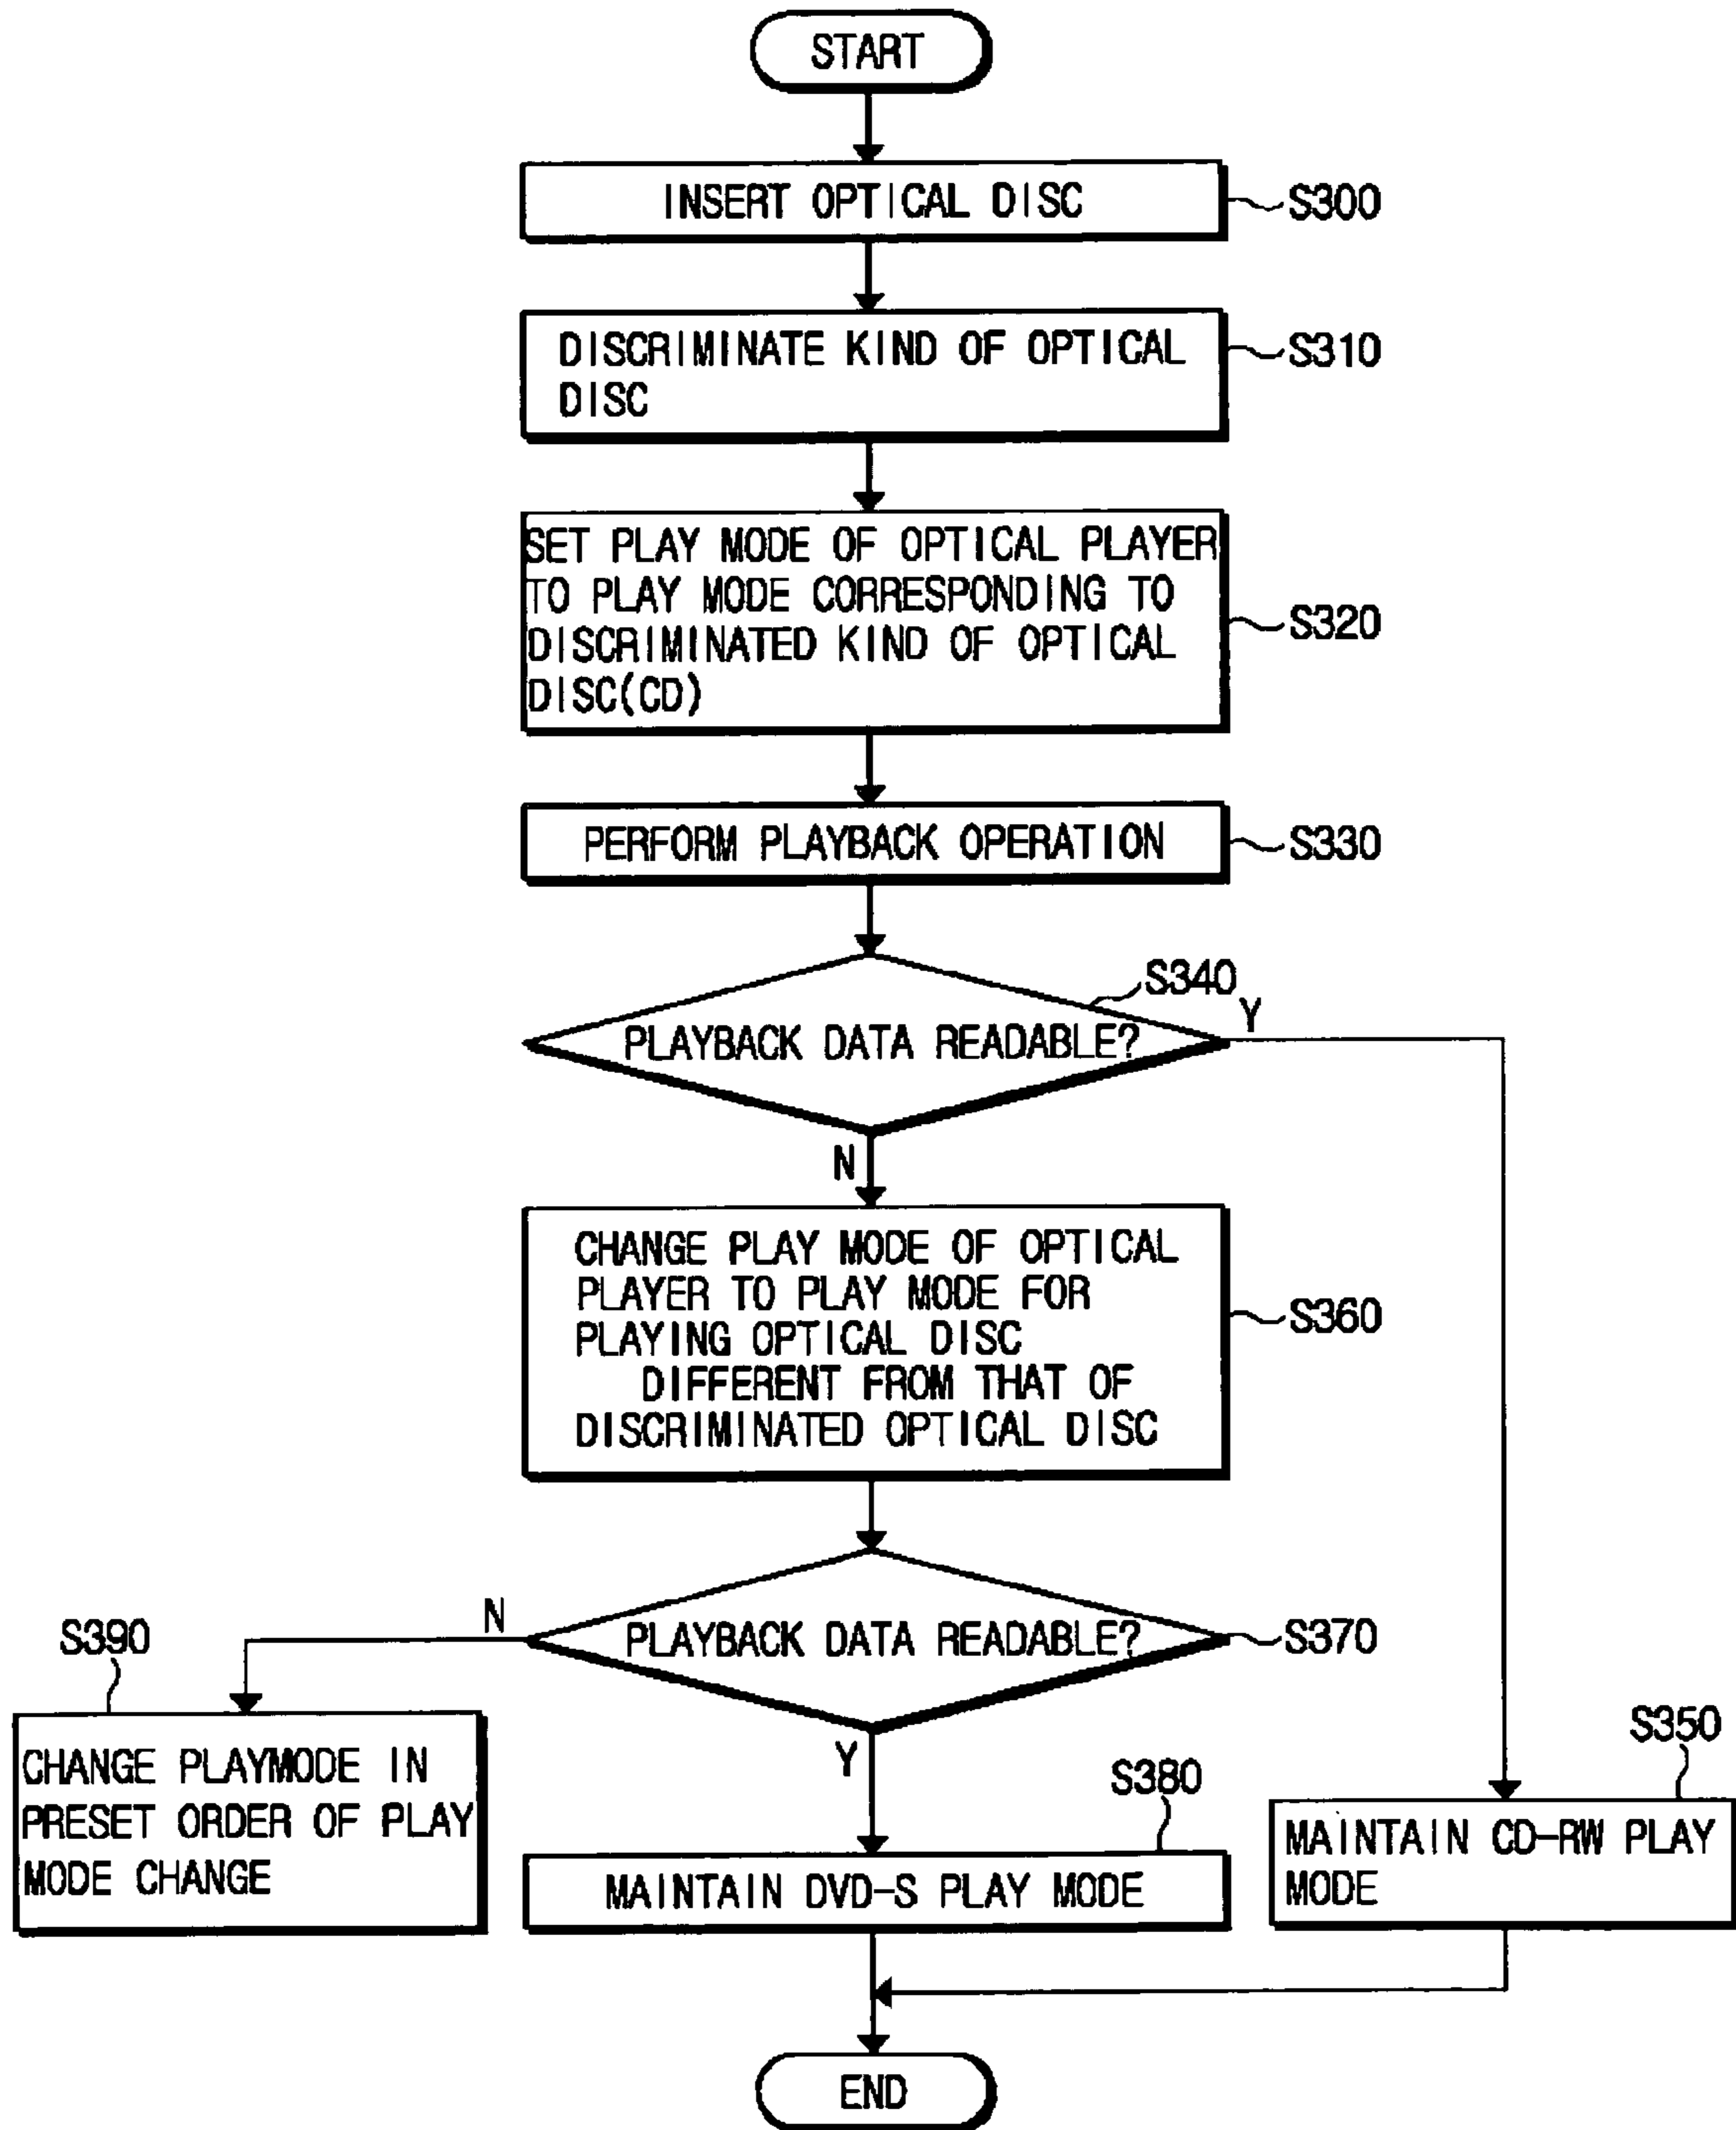 START
INSERT OPTICAL DISC
S300
DISCRIMINATE KIND OF OPTICAL
DISC
S310
SET PLAY MODE OF OPTICAL PLAYER
TO PLAY MODE CORRESPONDING TO
DISCRIMINATED KIND OF OPTICAL
DISC(CD)
S320
PERFORM PLAYBACK OPERATION
S330
S340
PLAYBACK DATA READABLE?
Y
N
CHANGE PLAY MODE OF OPTICAL
PLAYER TO PLAY MODE FOR
PLAYING OPTICAL DISC
DIFFERENT FROM THAT OF
DISCRIMINATED OPTICAL DISC
S360
PLAYBACK DATA READABLE?
S370
N
S390
CHANGE PLAYMODE IN
PRESET ORDER OF PLAY
MODE CHANGE
Y
S380
MAINTAIN DVD-S PLAY MODE
S350
MAINTAIN CD-RW PLAY
MODE
END